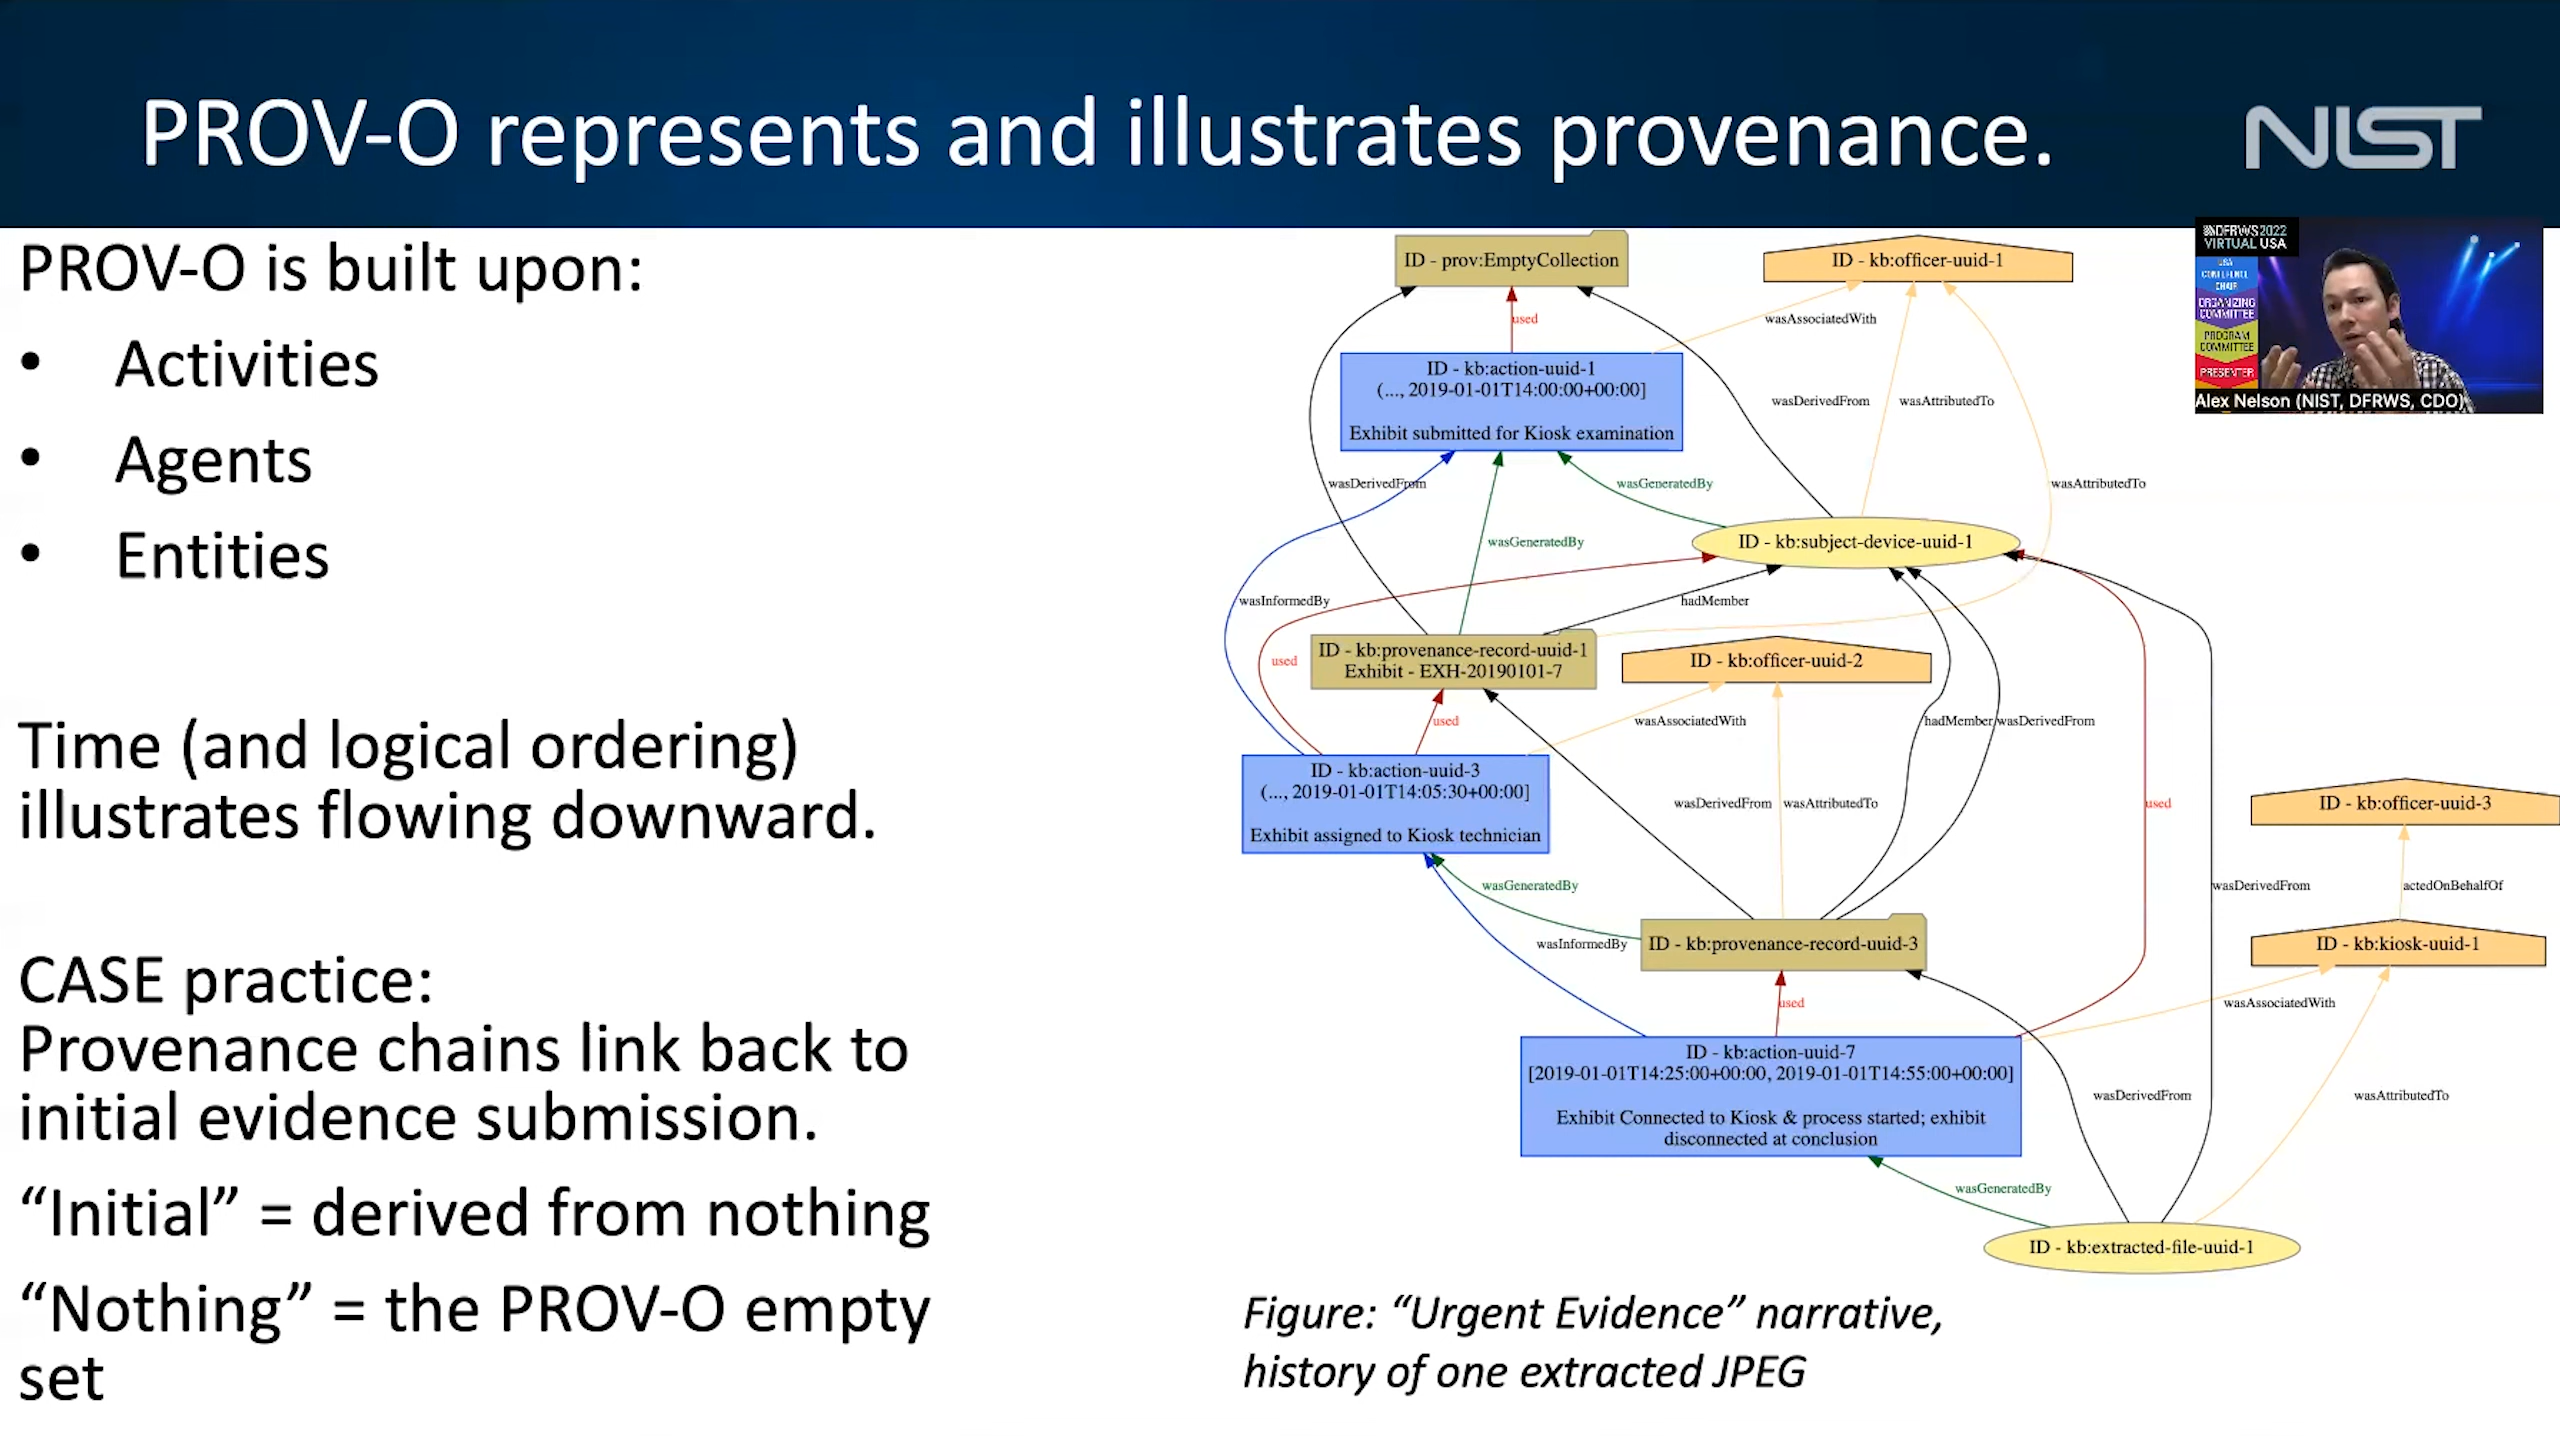 PROV-O represents and illustrates provenance.
NIST
PROV-O is built upon:
• Activities
• Agents
• Entities
Time (and logical ordering)
illustrates flowing downward.
CASE practice:
Provenance chains link back to
initial evidence submission.
“Initial” = derived from nothing
“Nothing” = the PROV-O empty
set
DFRWS2022
VIRTUAL USA
USA
CONFERENCE
CHAIR
ORGANIZING
COMMITTEE
PROGRAM
COMMITTEE
PRESENTER
Alex Nelson (NIST, DFRWS, CDO)
ID - prov:EmptyCollection
ID - kb:officer-uuid-1
used
wasAssociatedWith
ID - kb:action-uuid-1
(..., 2019-01-01T14:00:00+00:00]
Exhibit submitted for Kiosk examination
wasDerivedFrom
wasAttributedTo
wasDerivedFrom
wasGeneratedBy
wasAttributedTo
wasGeneratedBy
ID - kb:subject-device-uuid-1
wasInformedBy
hadMember
used
ID - kb:provenance-record-uuid-1
Exhibit - EXH-20190101-7
ID - kb:officer-uuid-2
used
wasAssociatedWith
hadMember
wasDerivedFrom
ID - kb:action-uuid-3
(..., 2019-01-01T14:05:30+00:00]
Exhibit assigned to Kiosk technician
wasDerivedFrom
wasAttributedTo
used
ID - kb:officer-uuid-3
wasGeneratedBy
wasDerivedFrom
actedOnBehalfOf
wasInformedBy
ID - kb:provenance-record-uuid-3
ID - kb:kiosk-uuid-1
used
wasAssociatedWith
ID - kb:action-uuid-7
[2019-01-01T14:25:00+00:00, 2019-01-01T14:55:00+00:00]
Exhibit Connected to Kiosk & process started; exhibit
disconnected at conclusion
wasDerivedFrom
wasAttributedTo
wasGeneratedBy
ID - kb:extracted-file-uuid-1
Figure: “Urgent Evidence” narrative,
history of one extracted JPEG